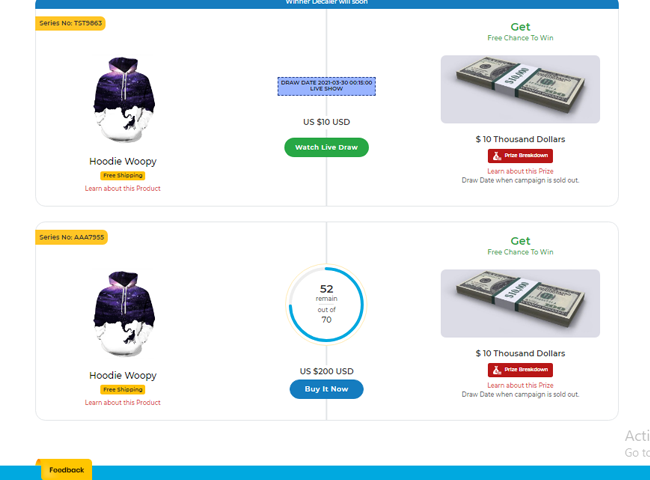 Winner Decaler will soon
Series No: TST9863
Get
Free Chance To Win
DRAW DATE 2021-03-30 00:15:00
LIVE SHOW
$10,000
US $10 USD
Watch Live Draw
$ 10 Thousand Dollars
Prize Breakdown
Hoodie Woopy
Free Shipping
Learn about this Product
Learn about this Prize
Draw Date when campaign is sold out.
Series No: AAA7955
Get
Free Chance To Win
52
remain
out of
70
$10,000
US $200 USD
Buy It Now
$ 10 Thousand Dollars
Prize Breakdown
Hoodie Woopy
Free Shipping
Learn about this Product
Learn about this Prize
Draw Date when campaign is sold out.
Acti
Go to
Feedback